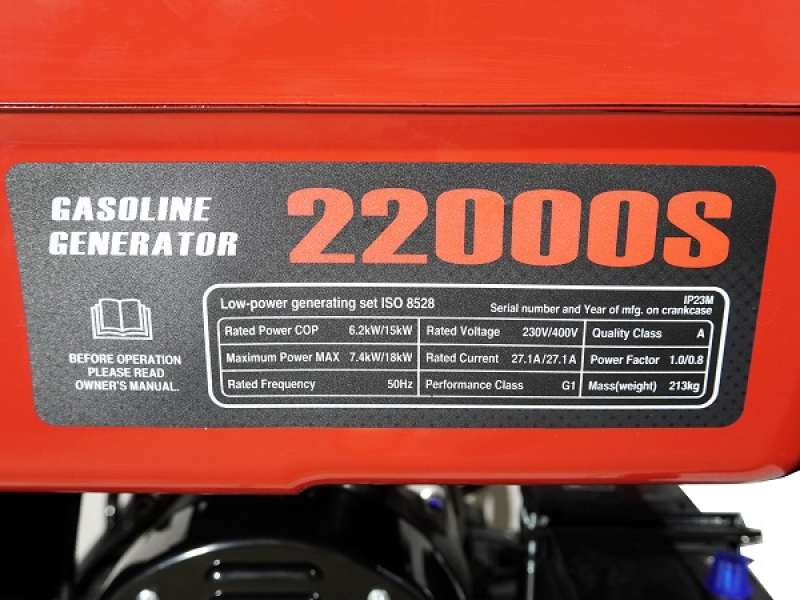 GASOLINE
GENERATOR
22000S
BEFORE OPERATION
PLEASE READ
OWNER'S MANUAL.
Low-power generating set ISO 8528
IP23M
Serial number and Year of mfg. on crankcase
Rated Power COP 6.2kW/15kW Rated Voltage 230V/400V Quality Class A
Maximum Power MAX 7.4kW/18kW Rated Current 27.1A/27.1A Power Factor 1.0/0.8
Rated Frequency 50Hz Performance Class G1 Mass(weight) 213kg